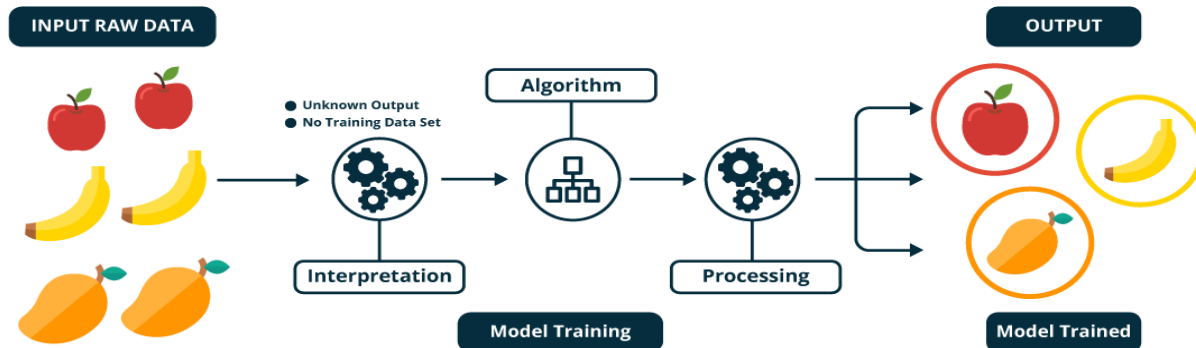 INPUT RAW DATA
OUTPUT
Algorithm
Unknown Output
No Training Data Set
Interpretation
Processing
Model Training
Model Trained